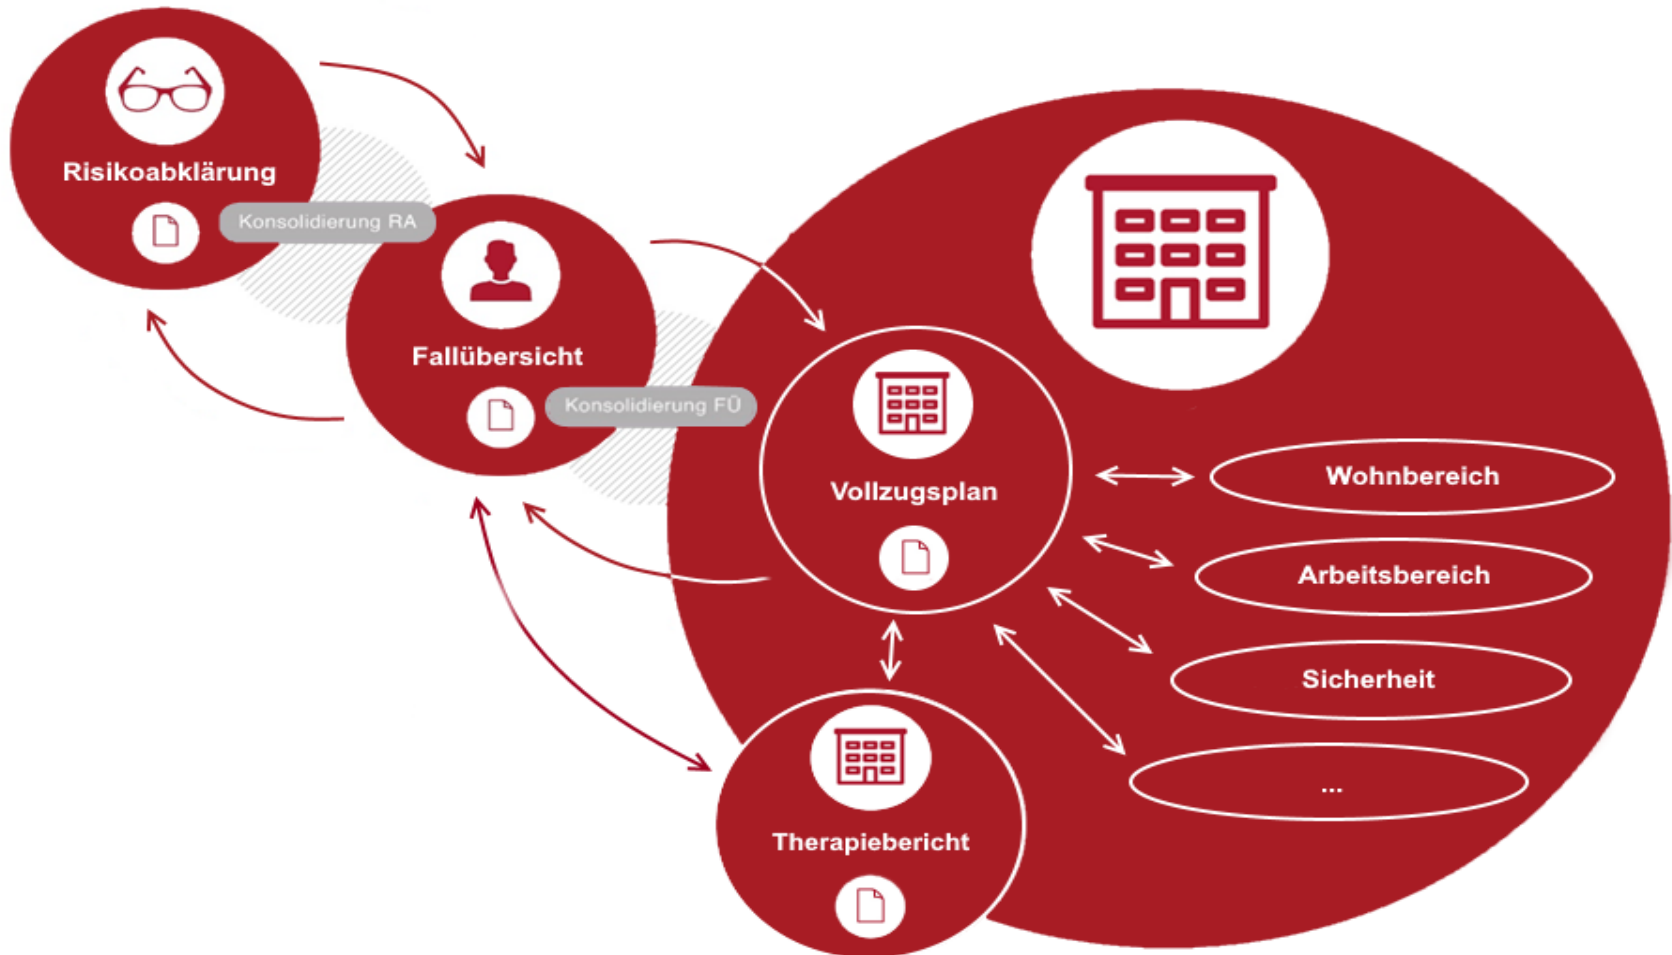 Risikoabklärung
Konsolidierung RA
Fallübersicht
Konsolidierung FÜ
Vollzugsplan
Wohnbereich
Arbeitsbereich
Sicherheit
...
Therapiebericht